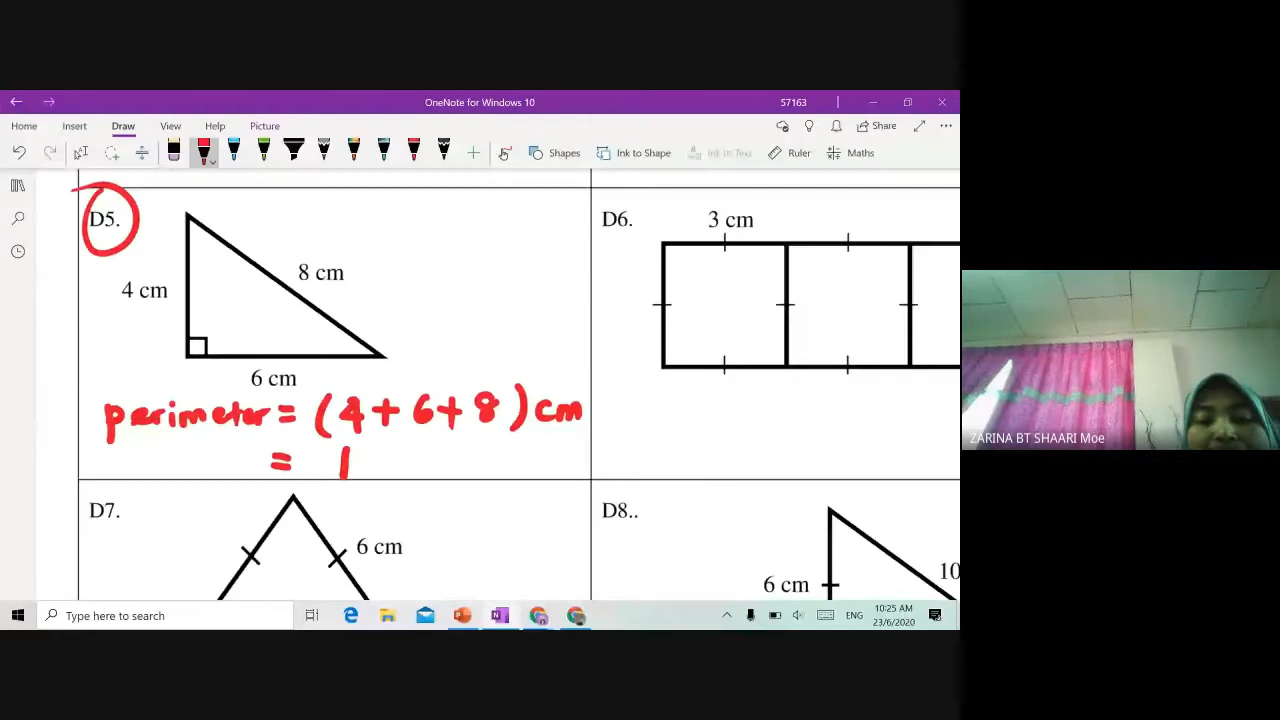 OneNote for Windows 10
57163
Home Insert Draw View Help Picture
Share
Shapes Ink to Shape Ink to Text Ruler Maths
D5.
4 cm
8 cm
6 cm
perimeter = (4 + 6 + 8) cm
= 1
D6.
3 cm
D7.
6 cm
D8..
6 cm
10
ZARINA BT SHAARI Moe
Type here to search
ENG
10:25 AM
23/6/2020